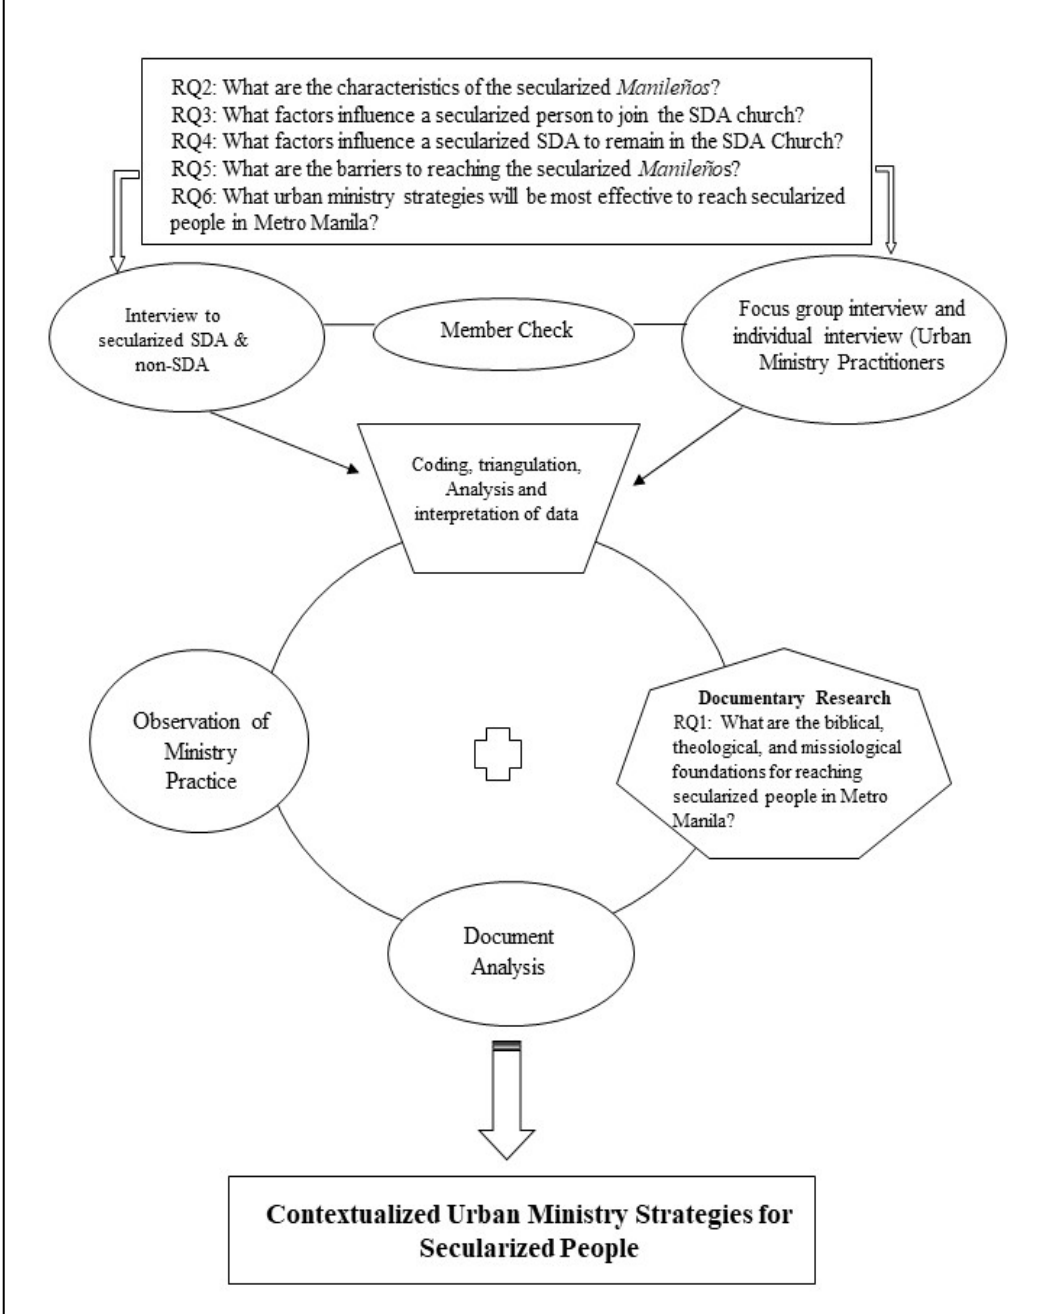 RQ2: What are the characteristics of the secularized Manileños?
RQ3: What factors influence a secularized person to join the SDA church?
RQ4: What factors influence a secularized SDA to remain in the SDA Church?
RQ5: What are the barriers to reaching the secularized Manileños?
RQ6: What urban ministry strategies will be most effective to reach secularized
people in Metro Manila?
Interview to
secularized SDA &
non-SDA
Member Check
Focus group interview and
individual interview (Urban
Ministry Practitioners
Coding, triangulation,
Analysis and
interpretation of data
Observation of
Ministry
Practice
Documentary Research
RQ1: What are the biblical,
theological, and missiological
foundations for reaching
secularized people in Metro
Manila?
Document
Analysis
Contextualized Urban Ministry Strategies for
Secularized People